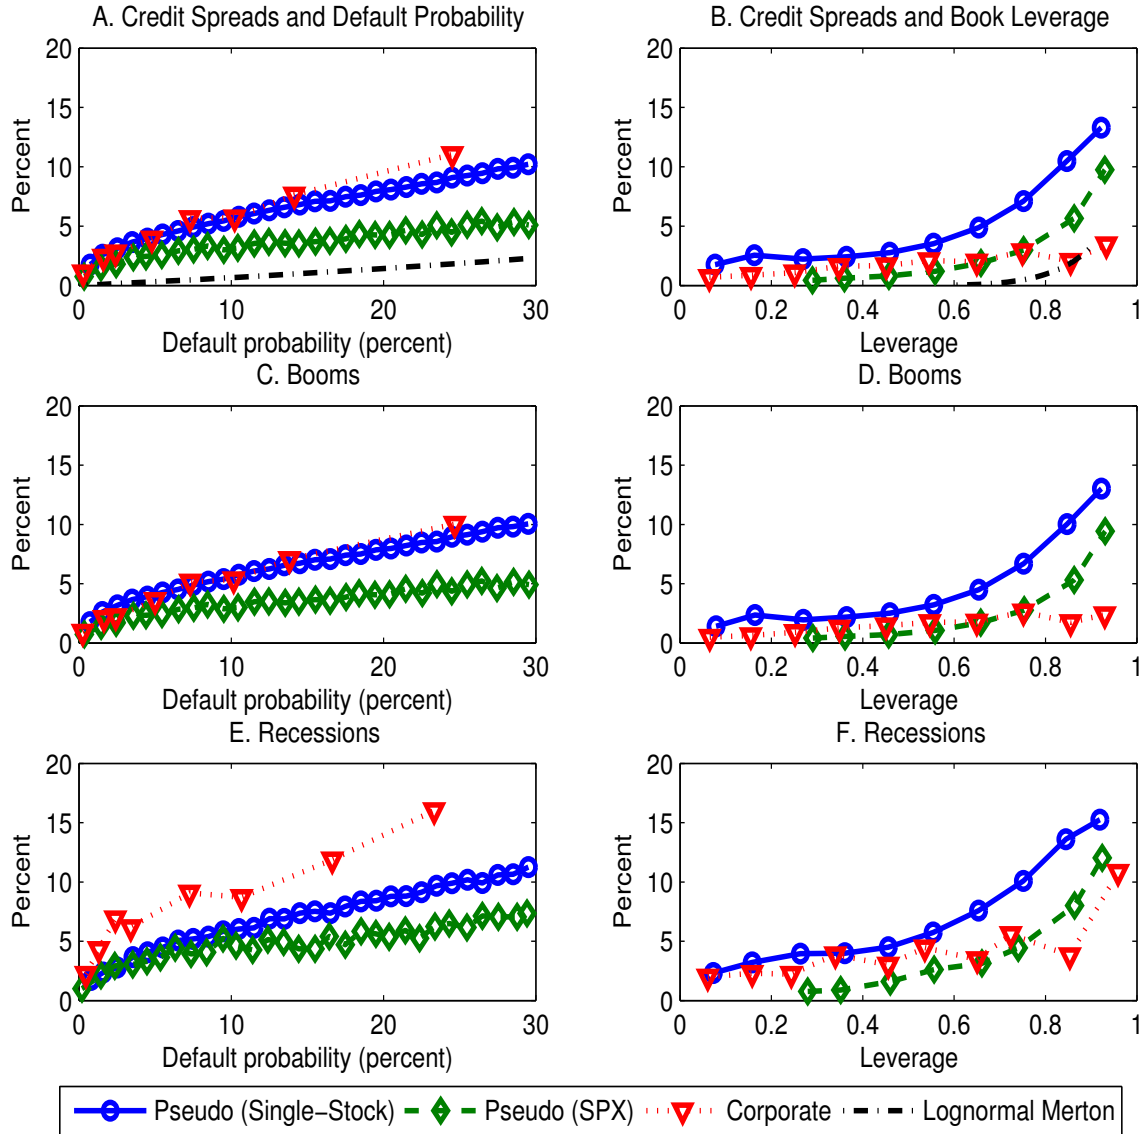 A. Credit Spreads and Default Probability
20
15
10
5
0
Percent
0 10 20 30
Default probability (percent)
B. Credit Spreads and Book Leverage
20
15
10
5
0
Percent
0 0.2 0.4 0.6 0.8 1
Leverage
C. Booms
20
15
10
5
0
Percent
0 10 20 30
Default probability (percent)
D. Booms
20
15
10
5
0
Percent
0 0.2 0.4 0.6 0.8 1
Leverage
E. Recessions
20
15
10
5
0
Percent
0 10 20 30
Default probability (percent)
F. Recessions
20
15
10
5
0
Percent
0 0.2 0.4 0.6 0.8 1
Leverage
Pseudo (Single−Stock) Pseudo (SPX) Corporate Lognormal Merton